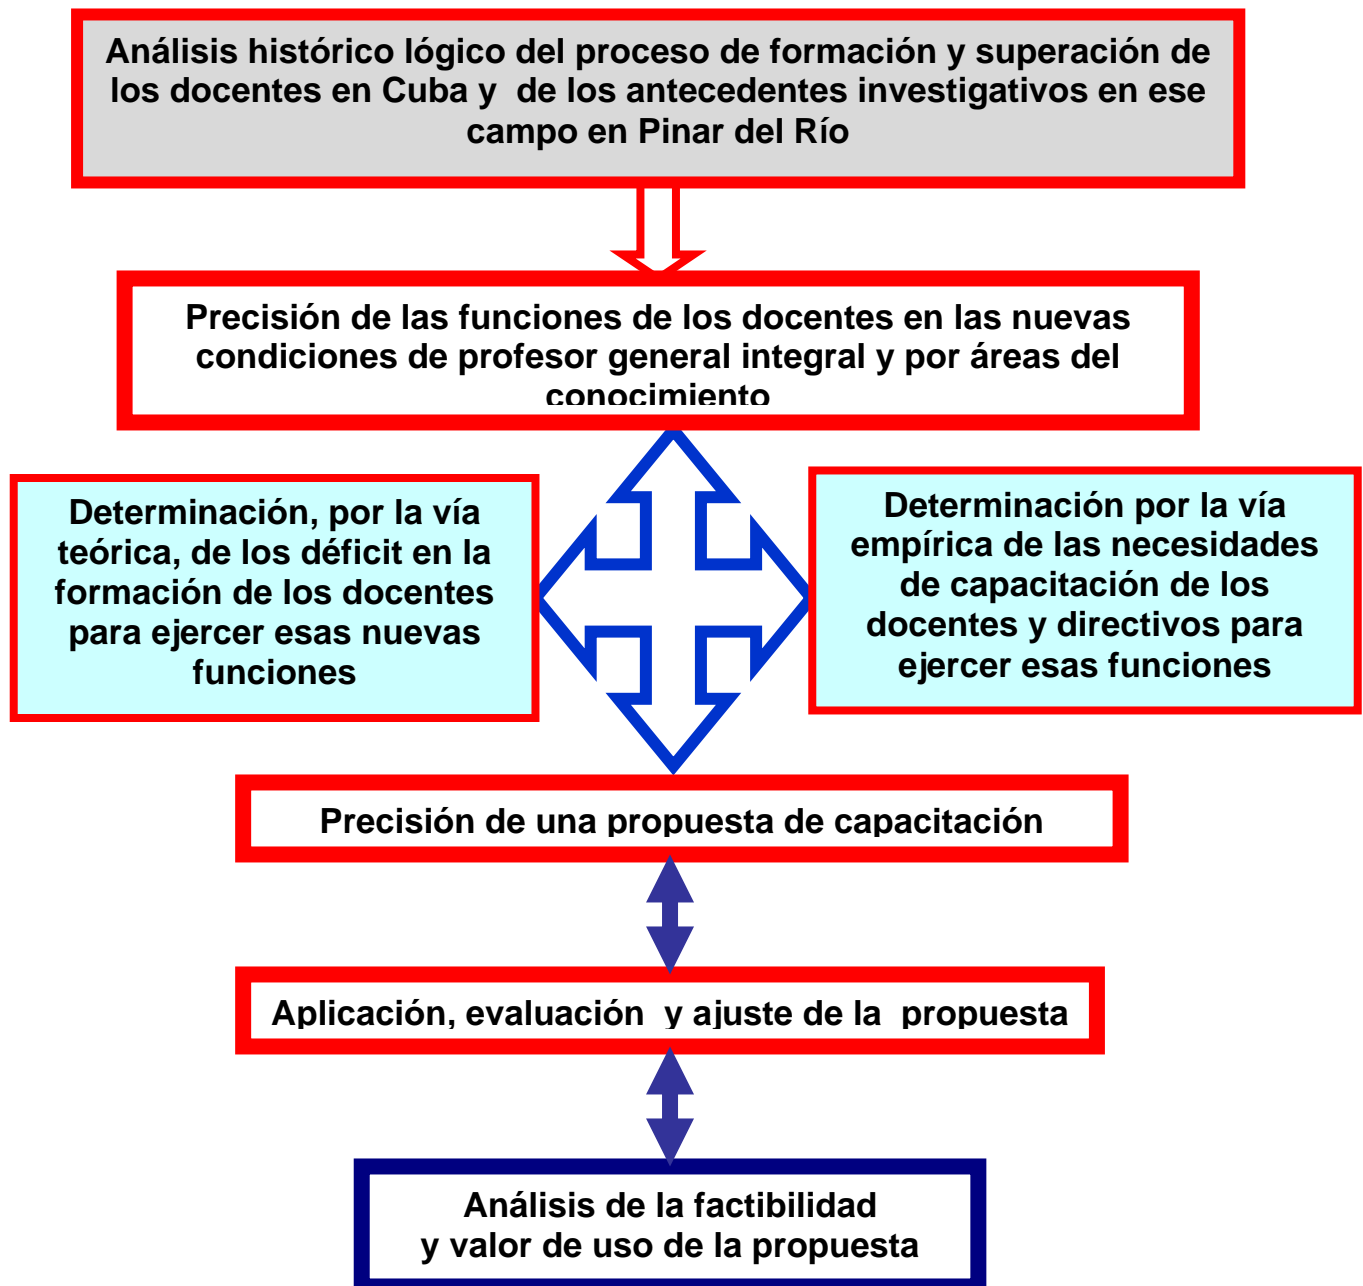 Análisis histórico lógico del proceso de formación y superación de
los docentes en Cuba y  de los antecedentes investigativos en ese
campo en Pinar del Río
Precisión de las funciones de los docentes en las nuevas
condiciones de profesor general integral y por áreas del
conocimiento
Determinación, por la vía
teórica, de los déficit en la
formación de los docentes
para ejercer esas nuevas
funciones
Determinación por la vía
empírica de las necesidades
de capacitación de los
docentes y directivos para
ejercer esas funciones
Precisión de una propuesta de capacitación
Aplicación, evaluación  y ajuste de la  propuesta
Análisis de la factibilidad
y valor de uso de la propuesta